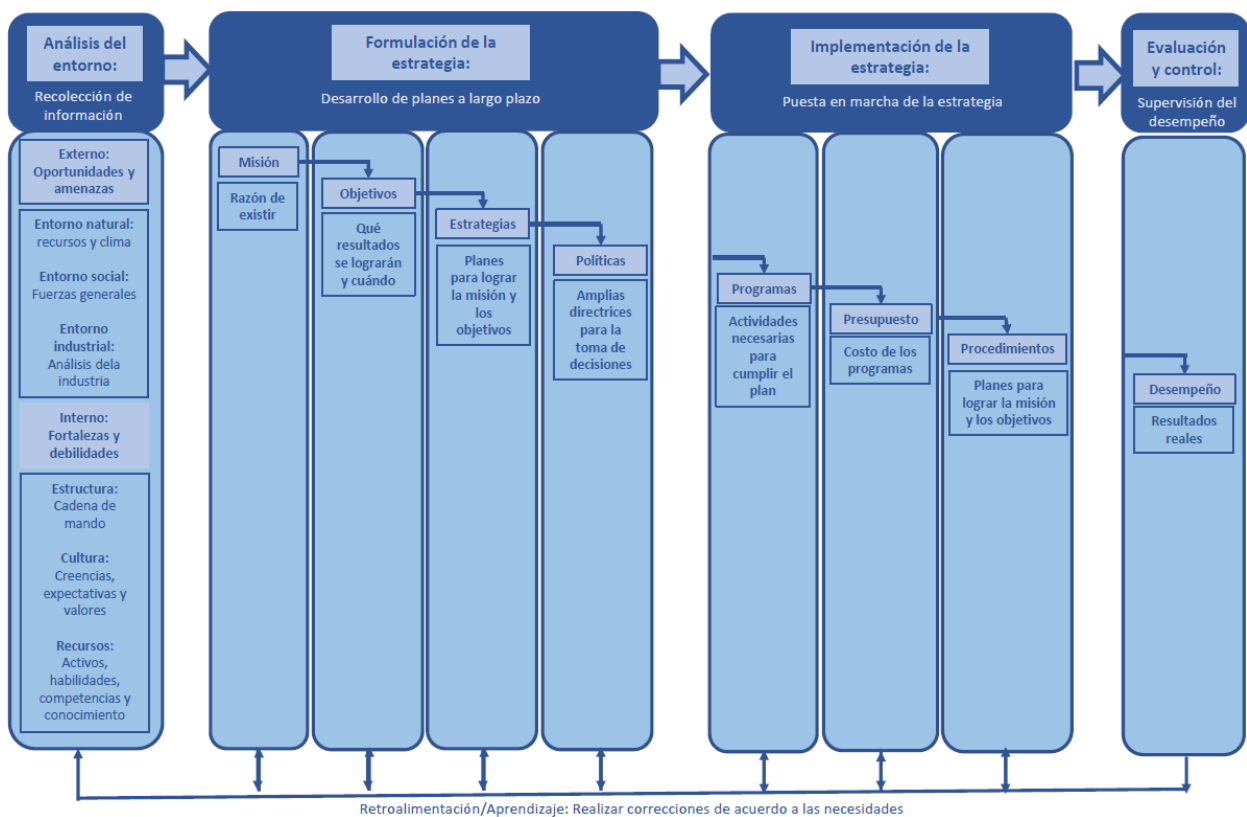 Análisis del
entorno:
Recolección de
información
Formulación de la
estrategia:
Desarrollo de planes a largo plazo
Implementación de la
estrategia:
Puesta en marcha de la estrategia
Evaluación
y control:
Supervisión del
desempeño
Externo:
Oportunidades y
amenazas
Entorno natural:
recursos y clima
Entorno social:
Fuerzas generales
Entorno
industrial:
Análisis dela
industria
Interno:
Fortalezas y
debilidades
Estructura:
Cadena de
mando
Cultura:
Creencias,
expectativas y
valores
Recursos:
Activos,
habilidades,
competencias y
conocimiento
Misión
Razón de
existir
Objetivos
Qué
resultados
se lograrán
y cuándo
Estrategias
Planes
para lograr
la misión y
los
objetivos
Políticas
Amplias
directrices
para la
toma de
decisiones
Programas
Actividades
necesarias
para
cumplir el
plan
Presupuesto
Costo de los
programas
Procedimientos
Planes para
lograr la misión
y los objetivos
Desempeño
Resultados
reales
Retroalimentación/Aprendizaje: Realizar correcciones de acuerdo a las necesidades